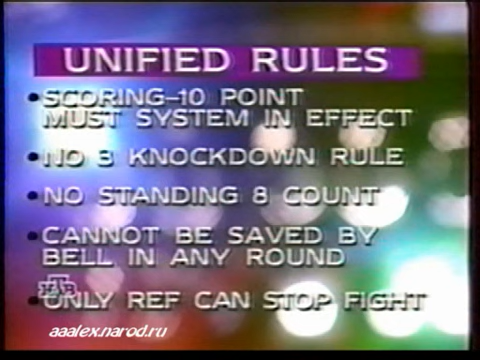 UNIFIED RULES
•SCORING–10 POINT
MUST SYSTEM IN EFFECT
•NO 3 KNOCKDOWN RULE
•NO STANDING 8 COUNT
•CANNOT BE SAVED BY
BELL IN ANY ROUND
НТВ
•ONLY REF CAN STOP FIGHT
aaalex.narod.ru